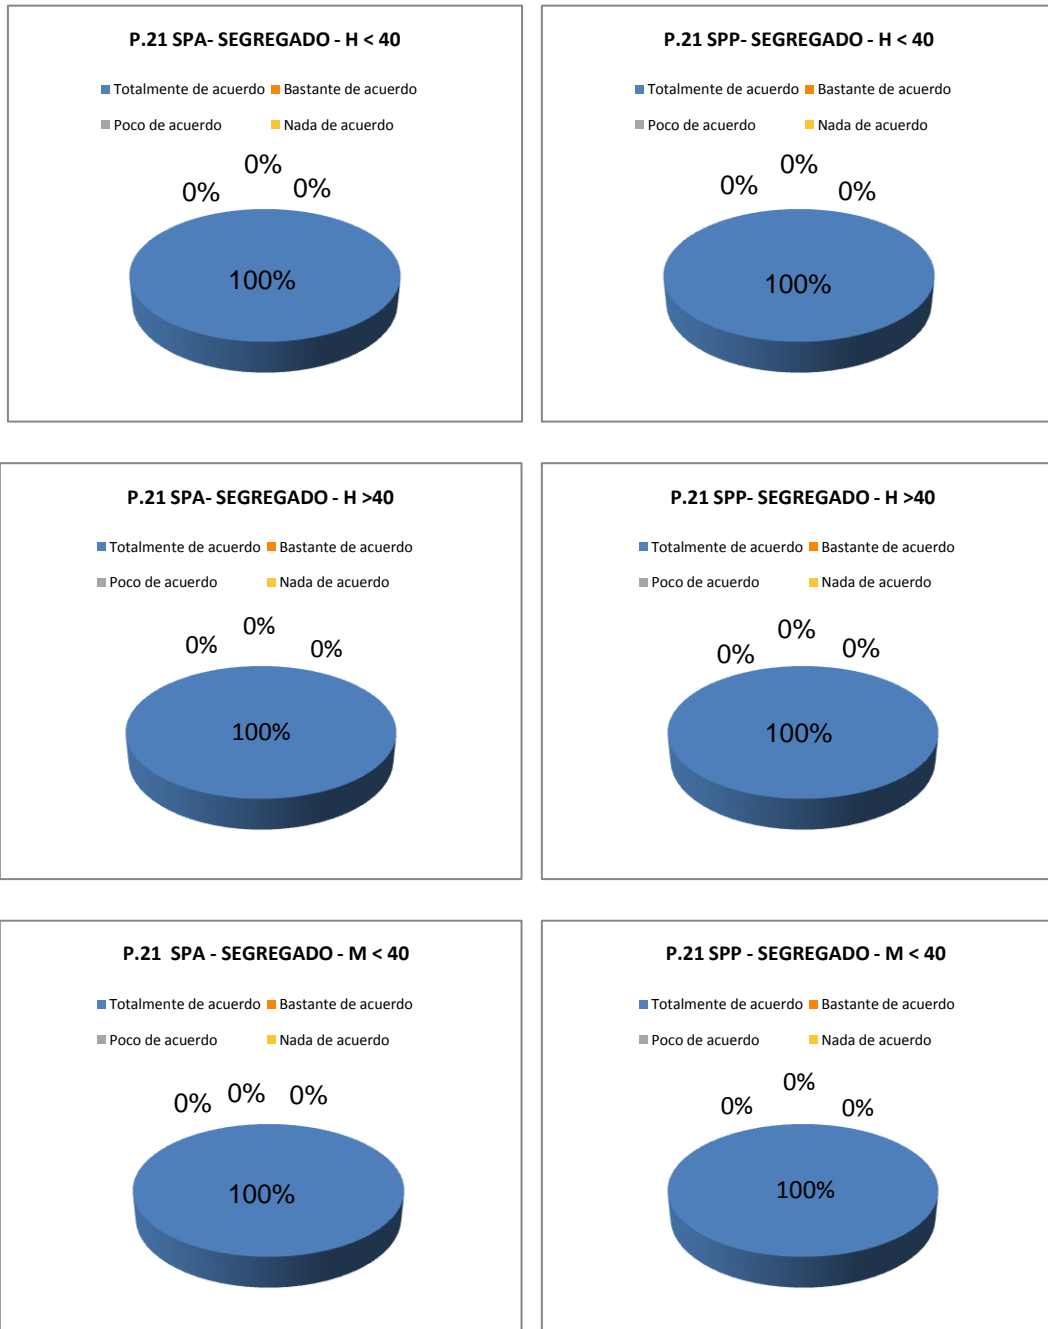 P.21 SPA- SEGREGADO - H < 40
Totalmente de acuerdo Bastante de acuerdo
Poco de acuerdo Nada de acuerdo
0%
0% 0%
100%
P.21 SPP- SEGREGADO - H < 40
Totalmente de acuerdo Bastante de acuerdo
Poco de acuerdo Nada de acuerdo
0%
0% 0%
100%
P.21 SPA- SEGREGADO - H >40
Totalmente de acuerdo Bastante de acuerdo
Poco de acuerdo Nada de acuerdo
0%
0% 0%
100%
P.21 SPP- SEGREGADO - H >40
Totalmente de acuerdo Bastante de acuerdo
Poco de acuerdo Nada de acuerdo
0%
0% 0%
100%
P.21 SPA - SEGREGADO - M < 40
Totalmente de acuerdo Bastante de acuerdo
Poco de acuerdo Nada de acuerdo
0% 0% 0%
100%
P.21 SPP - SEGREGADO - M < 40
Totalmente de acuerdo Bastante de acuerdo
Poco de acuerdo Nada de acuerdo
0%
0% 0%
100%